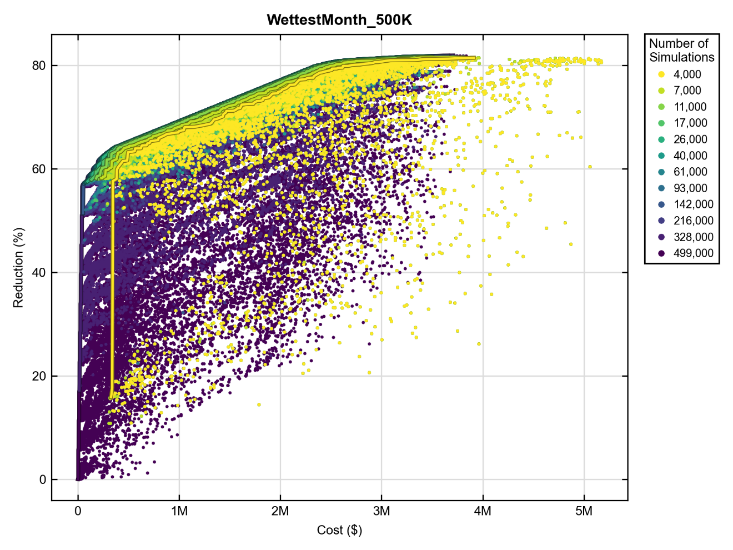 WettestMonth_500K
Number of
Simulations
4,000
7,000
11,000
17,000
26,000
40,000
61,000
93,000
142,000
216,000
328,000
499,000
Reduction (%)
80
60
40
20
0
0 1M 2M 3M 4M 5M
Cost ($)